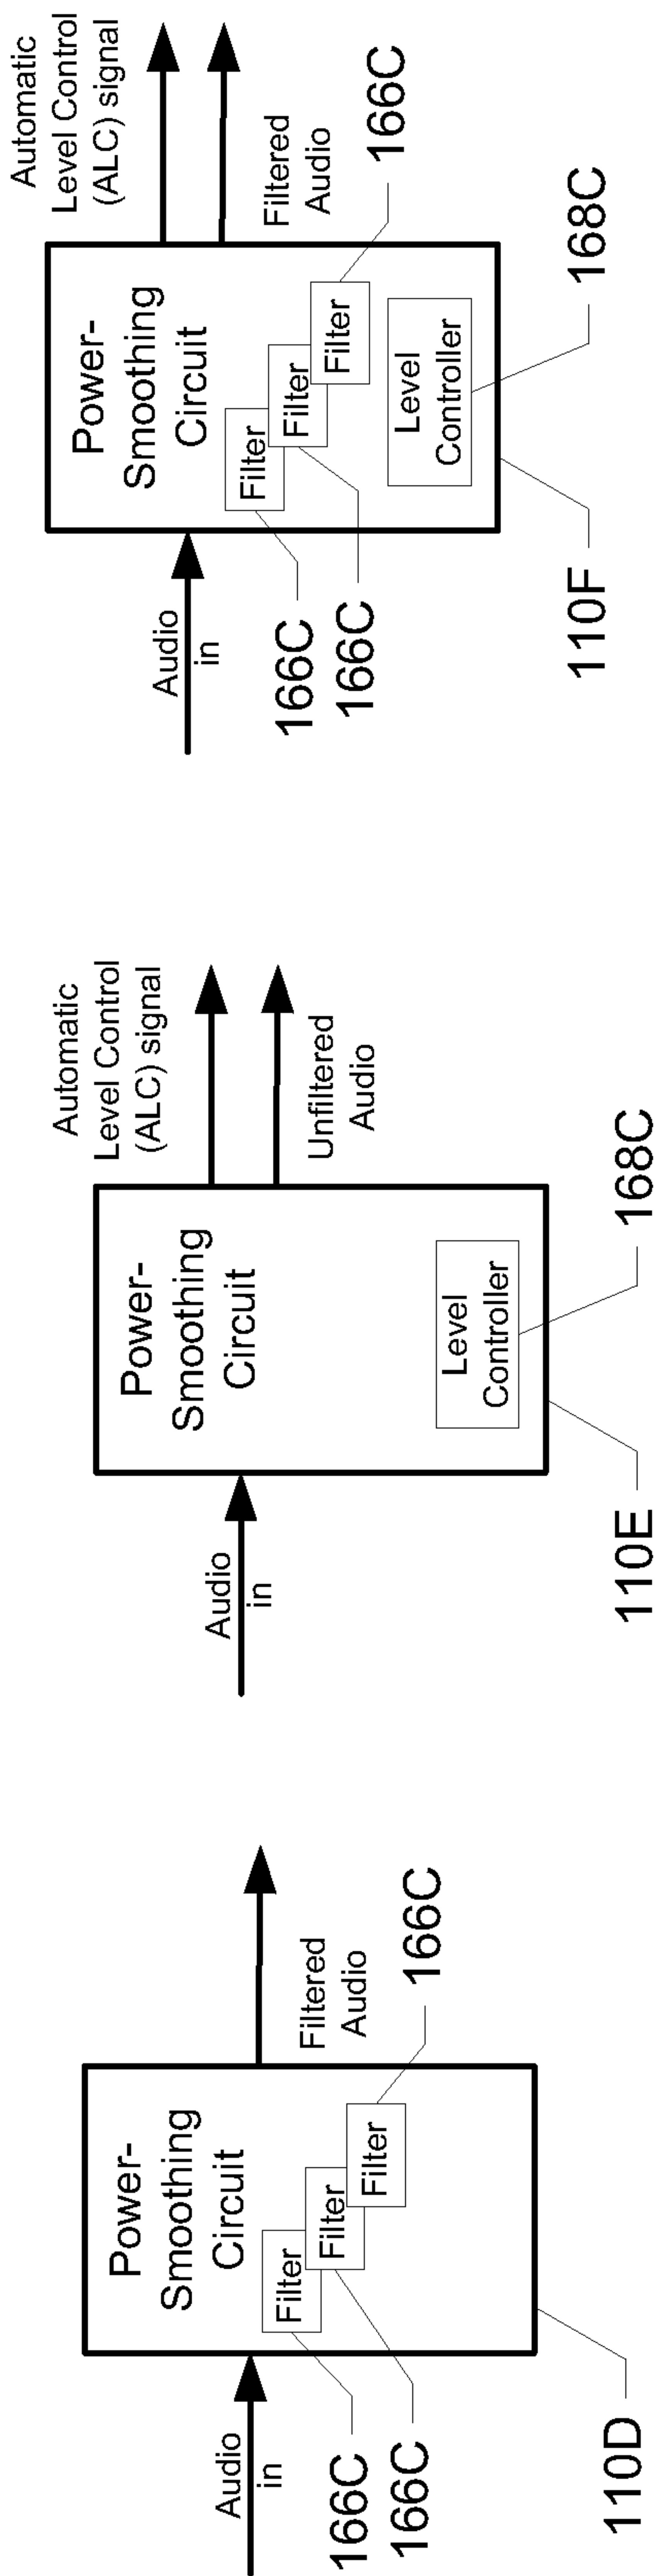 Audio
in
Power-
Smoothing
Circuit
Filter
Filter
Filter
Filtered
Audio
166C
166C
166C
110D
Audio
in
Power-
Smoothing
Circuit
Level
Controller
Automatic
Level Control
(ALC) signal
Unfiltered
Audio
168C
110E
Audio
in
Power-
Smoothing
Circuit
Filter
Filter
Filter
Level
Controller
Automatic
Level Control
(ALC) signal
Filtered
Audio
166C
166C
166C
168C
110F